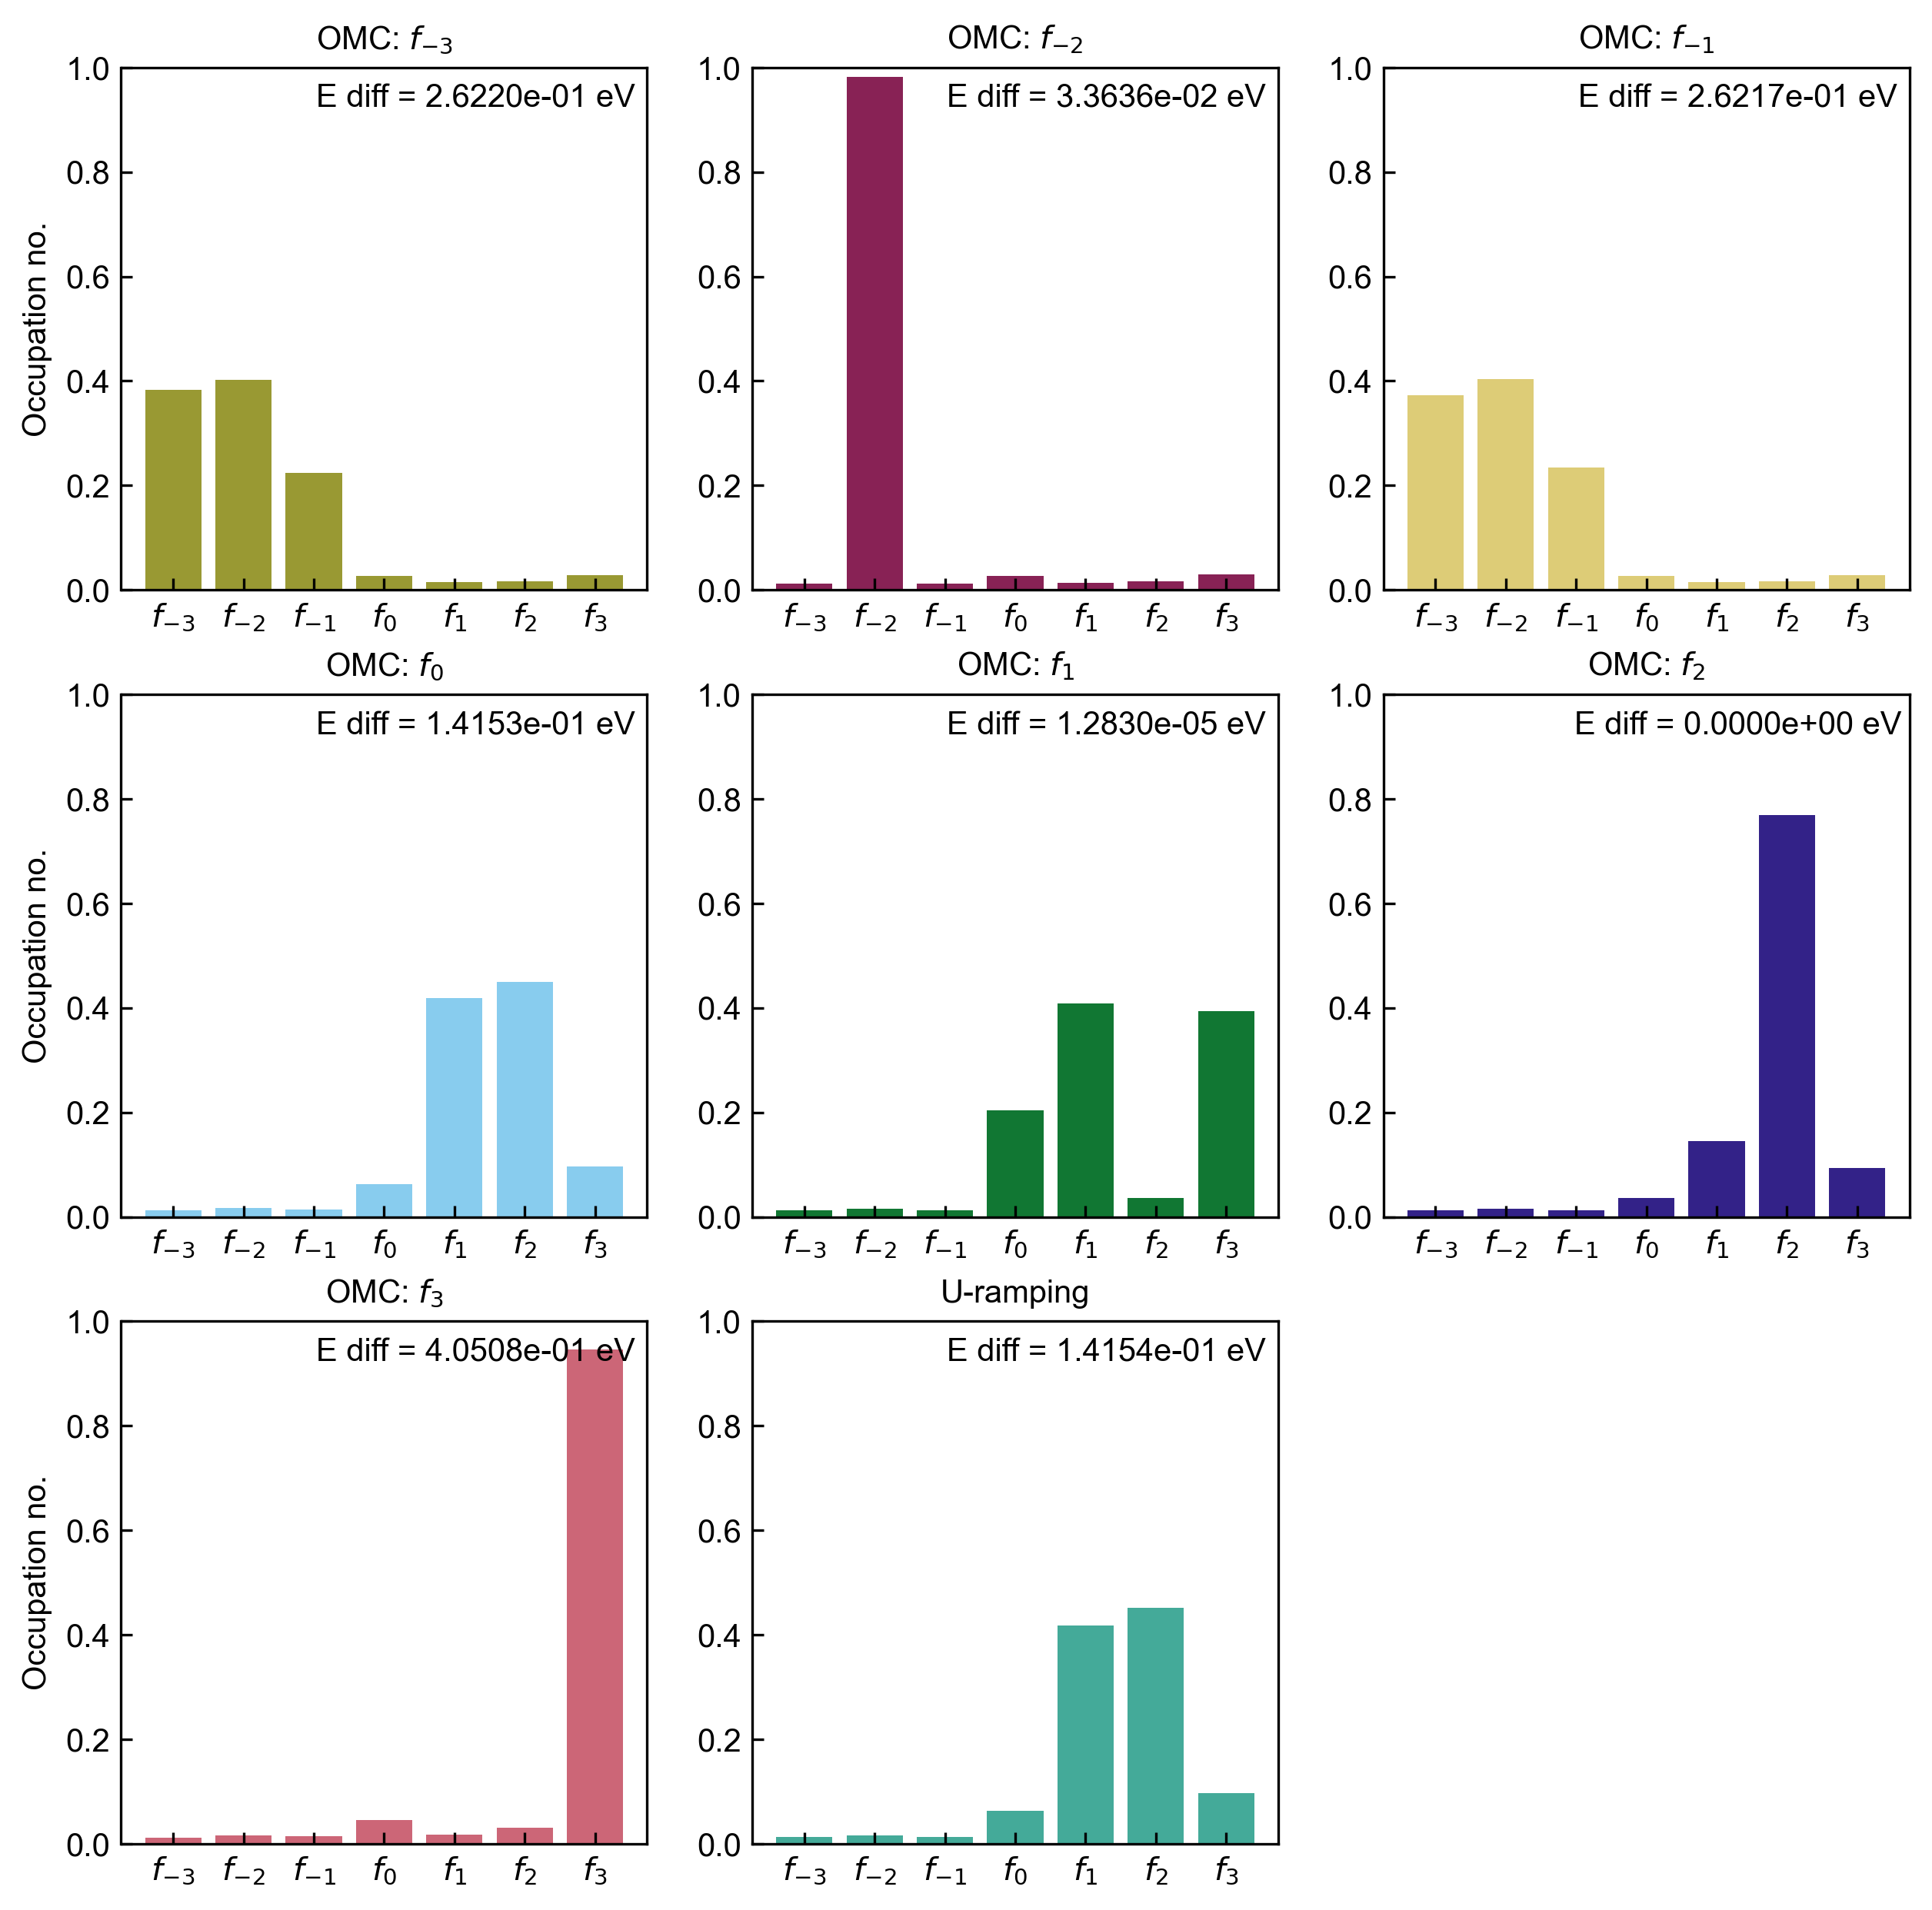 OMC: f₋₃
E diff = 2.6220e-01 eV
Occupation no.
1.0
0.8
0.6
0.4
0.2
0.0
f₋₃ f₋₂ f₋₁ f₀ f₁ f₂ f₃
OMC: f₋₂
E diff = 3.3636e-02 eV
1.0
0.8
0.6
0.4
0.2
0.0
f₋₃ f₋₂ f₋₁ f₀ f₁ f₂ f₃
OMC: f₋₁
E diff = 2.6217e-01 eV
1.0
0.8
0.6
0.4
0.2
0.0
f₋₃ f₋₂ f₋₁ f₀ f₁ f₂ f₃
OMC: f₀
E diff = 1.4153e-01 eV
Occupation no.
1.0
0.8
0.6
0.4
0.2
0.0
f₋₃ f₋₂ f₋₁ f₀ f₁ f₂ f₃
OMC: f₁
E diff = 1.2830e-05 eV
1.0
0.8
0.6
0.4
0.2
0.0
f₋₃ f₋₂ f₋₁ f₀ f₁ f₂ f₃
OMC: f₂
E diff = 0.0000e+00 eV
1.0
0.8
0.6
0.4
0.2
0.0
f₋₃ f₋₂ f₋₁ f₀ f₁ f₂ f₃
OMC: f₃
E diff = 4.0508e-01 eV
Occupation no.
1.0
0.8
0.6
0.4
0.2
0.0
f₋₃ f₋₂ f₋₁ f₀ f₁ f₂ f₃
U-ramping
E diff = 1.4154e-01 eV
1.0
0.8
0.6
0.4
0.2
0.0
f₋₃ f₋₂ f₋₁ f₀ f₁ f₂ f₃